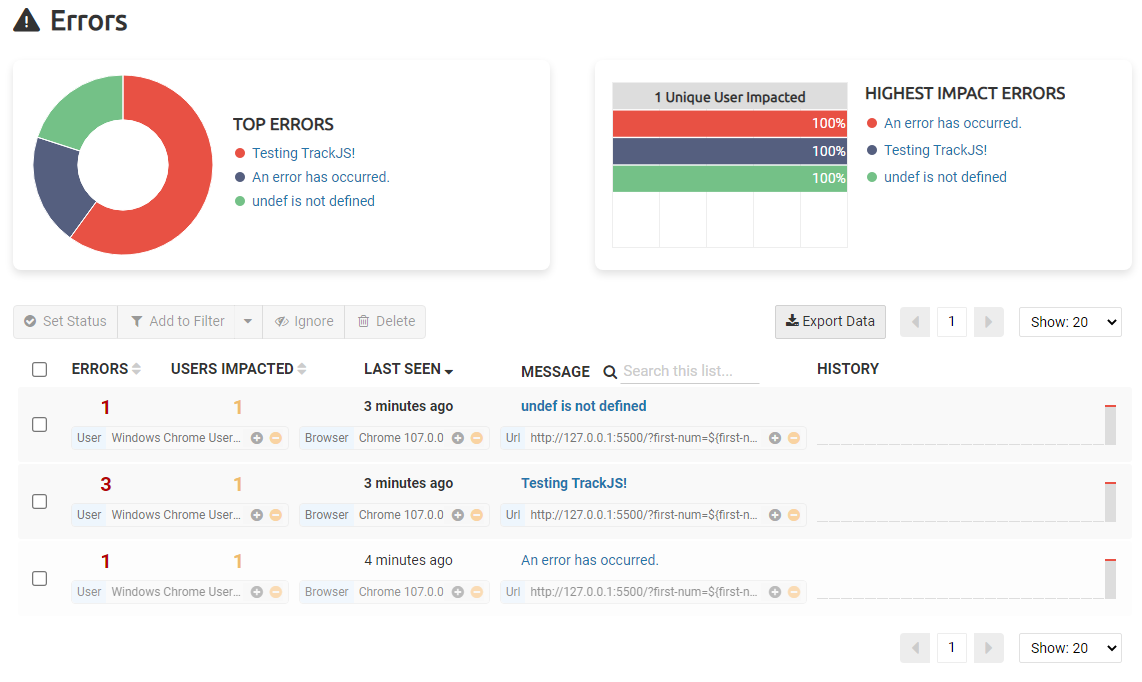 Errors
TOP ERRORS
Testing TrackJS!
An error has occurred.
undef is not defined
1 Unique User Impacted
100%
100%
100%
HIGHEST IMPACT ERRORS
An error has occurred.
Testing TrackJS!
undef is not defined
Set Status Add to Filter Ignore Delete Export Data 1 Show: 20
ERRORS USERS IMPACTED LAST SEEN MESSAGE Search this list... HISTORY
1 1 3 minutes ago undef is not defined
User Windows Chrome User... Browser Chrome 107.0.0 Url http://127.0.0.1:5500/?first-num=${first-n...
3 1 3 minutes ago Testing TrackJS!
User Windows Chrome User... Browser Chrome 107.0.0 Url http://127.0.0.1:5500/?first-num=${first-n...
1 1 4 minutes ago An error has occurred.
User Windows Chrome User... Browser Chrome 107.0.0 Url http://127.0.0.1:5500/?first-num=${first-n...
1 Show: 20